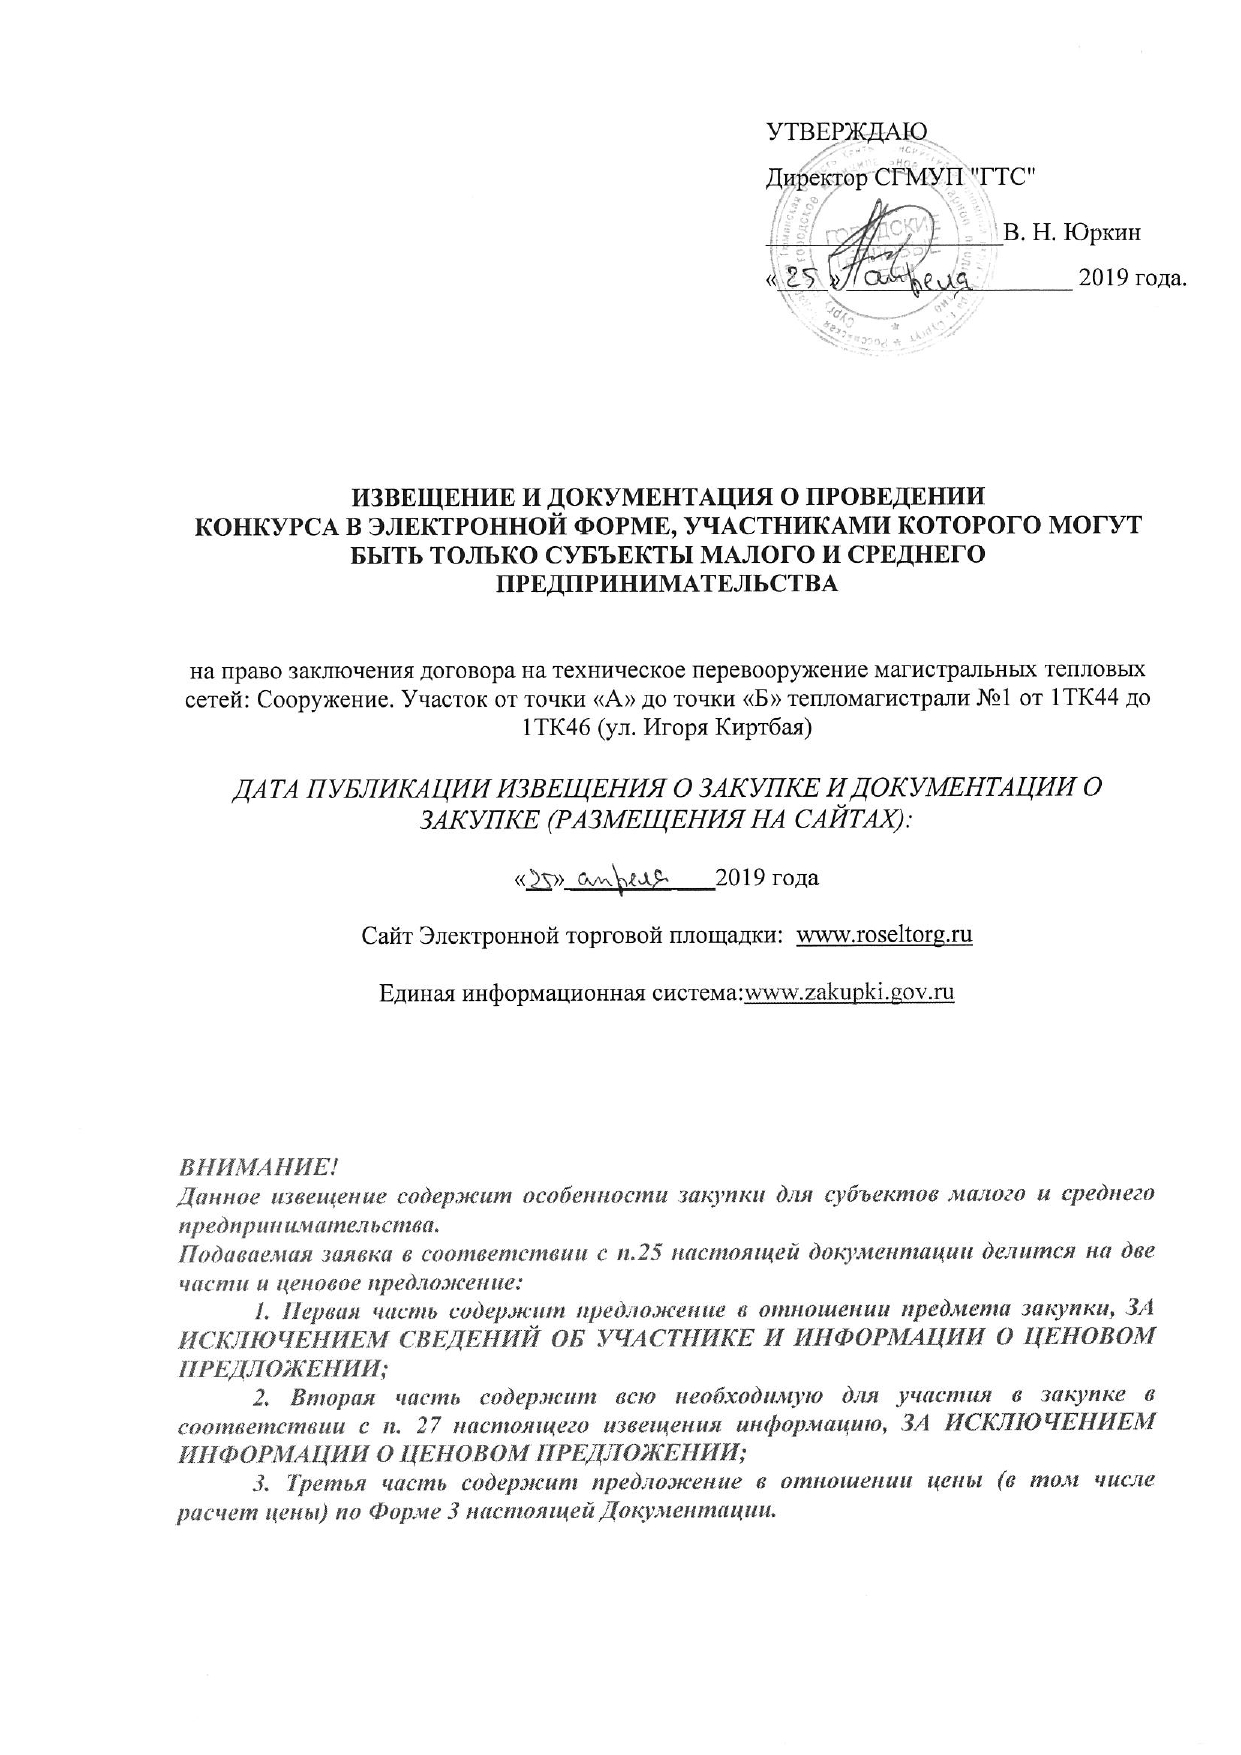 УТВЕРЖДАЮ
Директор СГМУП "ГТС"
В. Н. Юркин
«25» апреля 2019 года.
ИЗВЕЩЕНИЕ И ДОКУМЕНТАЦИЯ О ПРОВЕДЕНИИ
КОНКУРСА В ЭЛЕКТРОННОЙ ФОРМЕ, УЧАСТНИКАМИ КОТОРОГО МОГУТ
БЫТЬ ТОЛЬКО СУБЪЕКТЫ МАЛОГО И СРЕДНЕГО
ПРЕДПРИНИМАТЕЛЬСТВА
на право заключения договора на техническое перевооружение магистральных тепловых
сетей: Сооружение. Участок от точки «А» до точки «Б» тепломагистрали №1 от 1ТК44 до
1ТК46 (ул. Игоря Киртбая)
ДАТА ПУБЛИКАЦИИ ИЗВЕЩЕНИЯ О ЗАКУПКЕ И ДОКУМЕНТАЦИИ О
ЗАКУПКЕ (РАЗМЕЩЕНИЯ НА САЙТАХ):
«25» апреля 2019 года
Сайт Электронной торговой площадки: www.roseltorg.ru
Единая информационная система:www.zakupki.gov.ru
ВНИМАНИЕ!
Данное извещение содержит особенности закупки для субъектов малого и среднего
предпринимательства.
Подаваемая заявка в соответствии с п.25 настоящей документации делится на две
части и ценовое предложение:
1. Первая часть содержит предложение в отношении предмета закупки, ЗА
ИСКЛЮЧЕНИЕМ СВЕДЕНИЙ ОБ УЧАСТНИКЕ И ИНФОРМАЦИИ О ЦЕНОВОМ
ПРЕДЛОЖЕНИИ;
2. Вторая часть содержит всю необходимую для участия в закупке в
соответствии с п. 27 настоящего извещения информацию, ЗА ИСКЛЮЧЕНИЕМ
ИНФОРМАЦИИ О ЦЕНОВОМ ПРЕДЛОЖЕНИИ;
3. Третья часть содержит предложение в отношении цены (в том числе
расчет цены) по Форме 3 настоящей Документации.